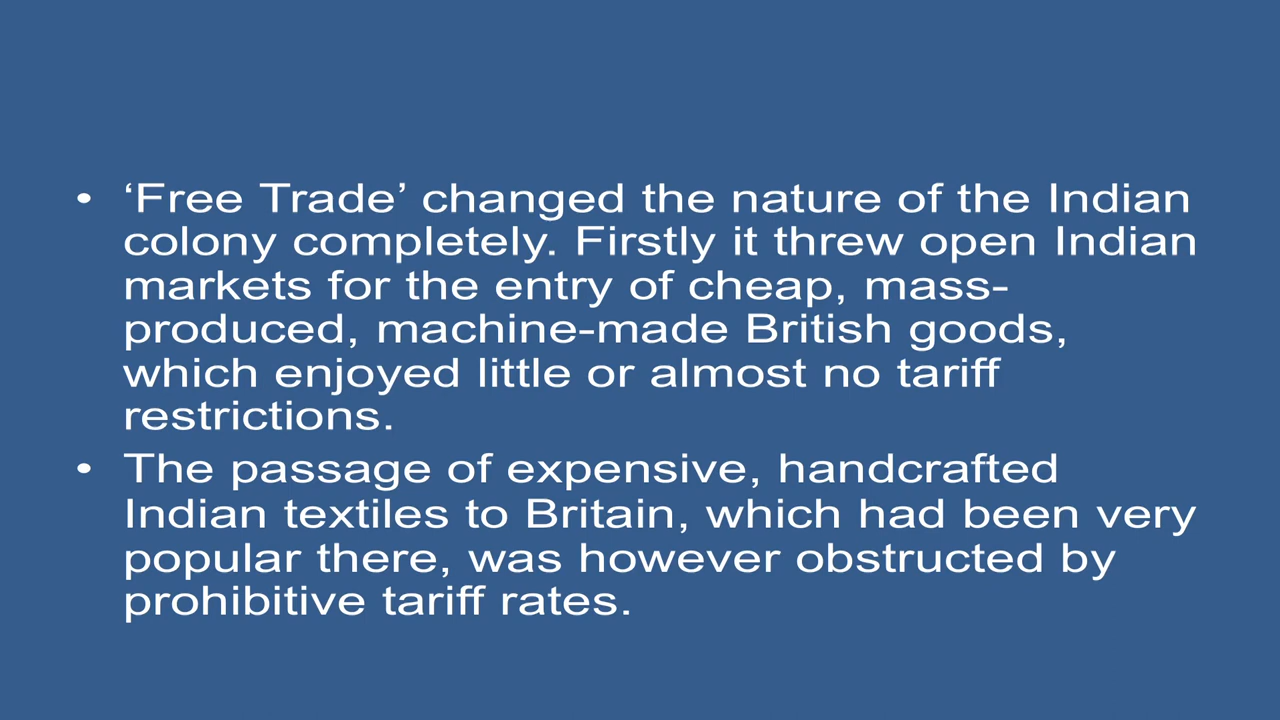 • ‘Free Trade’ changed the nature of the Indian
colony completely. Firstly it threw open Indian
markets for the entry of cheap, mass-
produced, machine-made British goods,
which enjoyed little or almost no tariff
restrictions.
• The passage of expensive, handcrafted
Indian textiles to Britain, which had been very
popular there, was however obstructed by
prohibitive tariff rates.